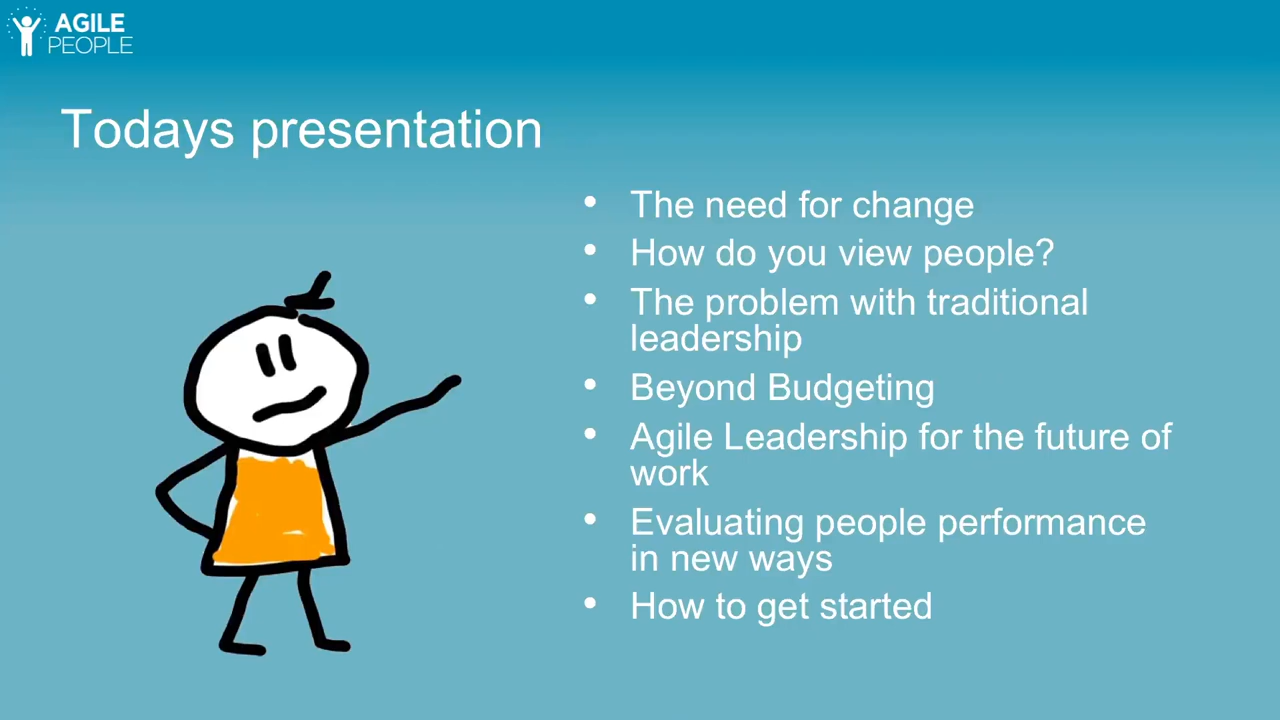 AGILE
PEOPLE
Todays presentation
• The need for change
• How do you view people?
• The problem with traditional
leadership
• Beyond Budgeting
• Agile Leadership for the future of
work
• Evaluating people performance
in new ways
• How to get started